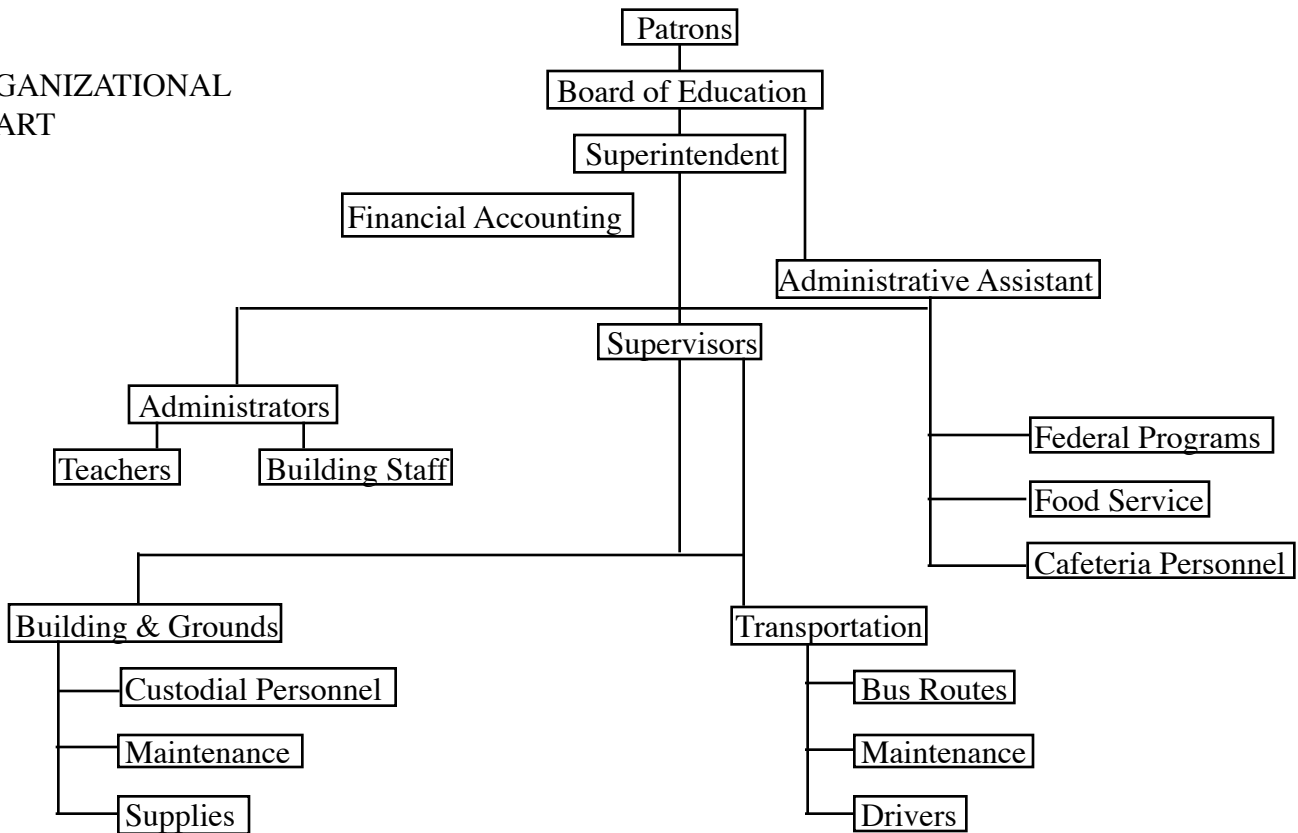 Patrons
GANIZATIONAL
ART
Board of Education
Superintendent
Financial Accounting
Administrative Assistant
Supervisors
Administrators
Teachers
Building Staff
Federal Programs
Food Service
Cafeteria Personnel
Building & Grounds
Custodial Personnel
Maintenance
Supplies
Transportation
Bus Routes
Maintenance
Drivers